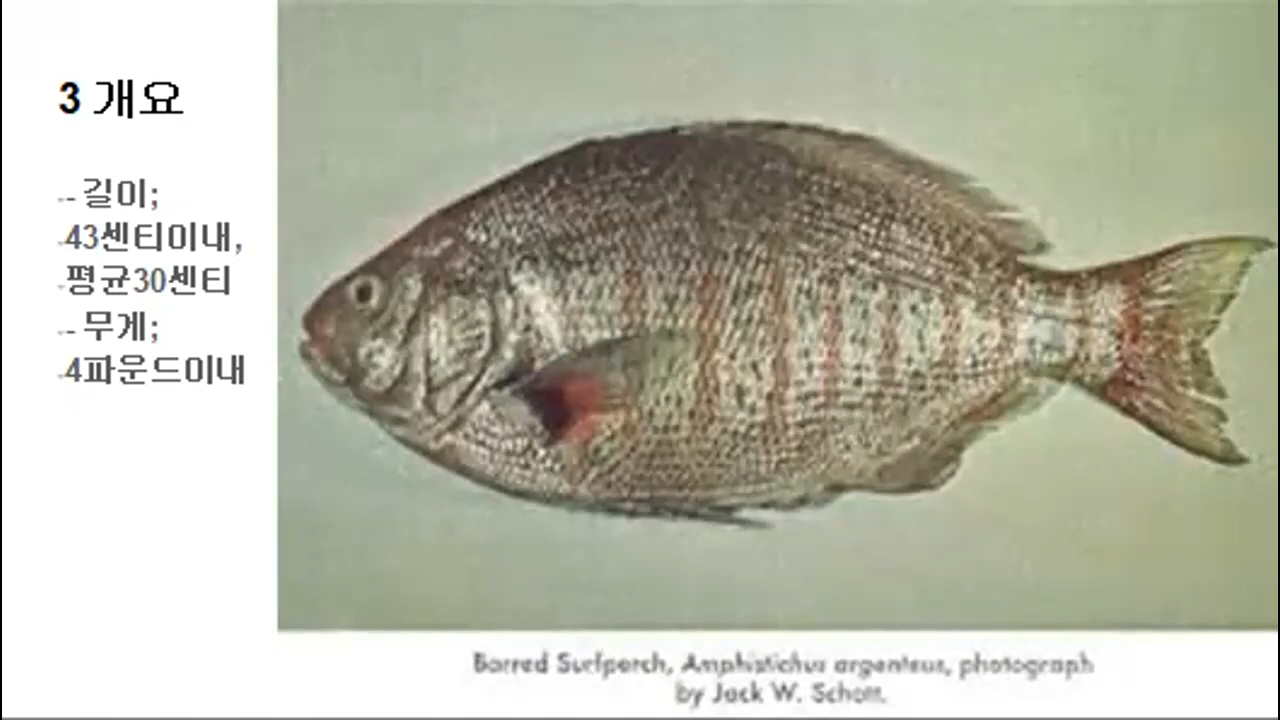 3 개요
-- 길이;
-43센티이내,
-평균30센티
-- 무게;
-4파운드이내
Barred Surfperch, Amphistichus argenteus, photograph
by Jack W. Schott.